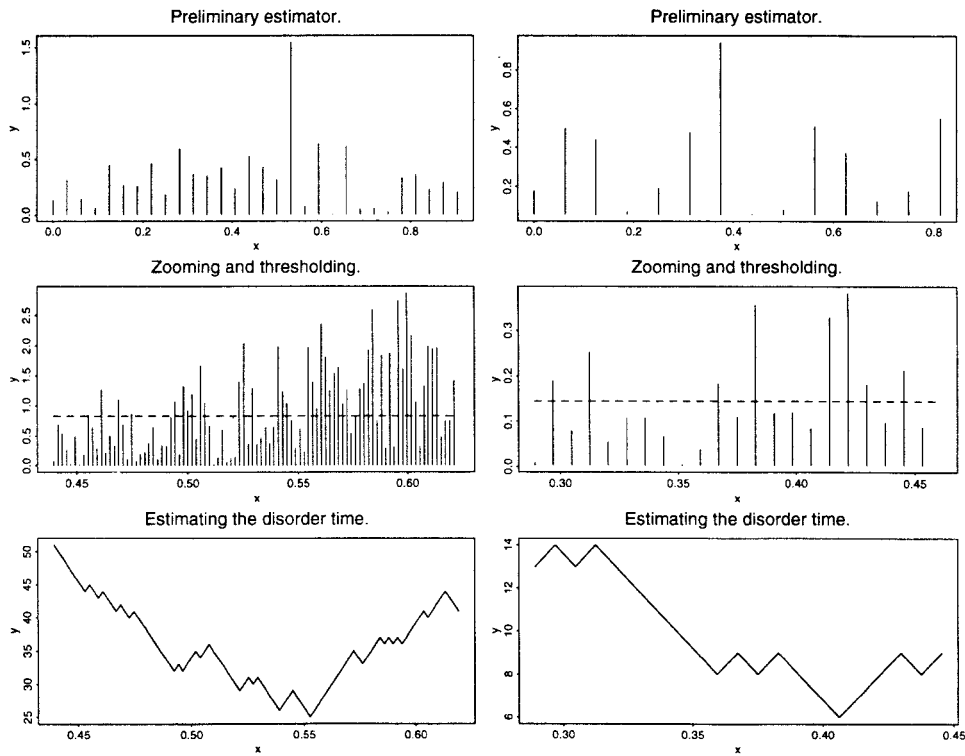 Preliminary estimator.
y
0.0 0.5 1.0 1.5
0.0 0.2 0.4 0.6 0.8
x
Preliminary estimator.
y
0.2 0.4 0.6 0.8
0.0 0.2 0.4 0.6 0.8
x
Zooming and thresholding.
y
0.0 0.5 1.0 1.5 2.0 2.5
0.45 0.50 0.55 0.60
x
Zooming and thresholding.
y
0.0 0.1 0.2 0.3
0.30 0.35 0.40 0.45
x
Estimating the disorder time.
y
25 30 35 40 45 50
0.45 0.50 0.55 0.60
x
Estimating the disorder time.
y
6 8 10 12 14
0.30 0.35 0.40 0.45
x